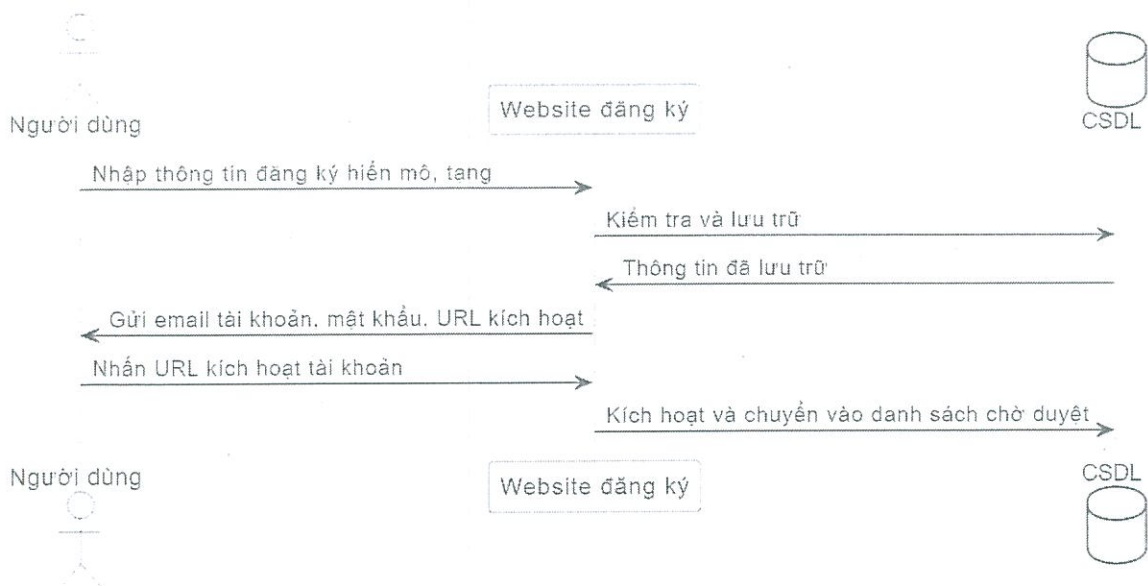 Người dùng
Website đăng ký
CSDL
Nhập thông tin đăng ký hiến mô, tang
Kiểm tra và lưu trữ
Thông tin đã lưu trữ
Gửi email tài khoản. mật khẩu. URL kích hoạt
Nhấn URL kích hoạt tài khoản
Kích hoạt và chuyển vào danh sách chờ duyệt
Người dùng
Website đăng ký
CSDL